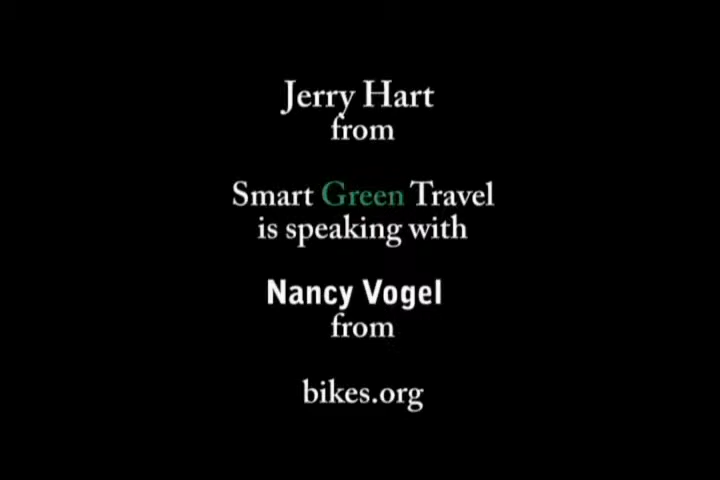 Jerry Hart
from
Smart Green Travel
is speaking with
Nancy Vogel
from
bikes.org